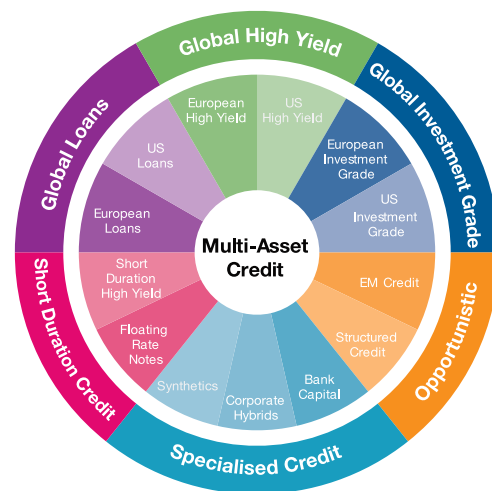 Global High Yield
Global Investment Grade
Opportunistic
Specialised Credit
Short Duration Credit
Global Loans
European
High Yield
US
High Yield
European
Investment
Grade
US
Investment
Grade
EM Credit
Structured
Credit
Bank
Capital
Corporate
Hybrids
Synthetics
Floating
Rate
Notes
Short
Duration
High Yield
European
Loans
US
Loans
Multi-Asset
Credit